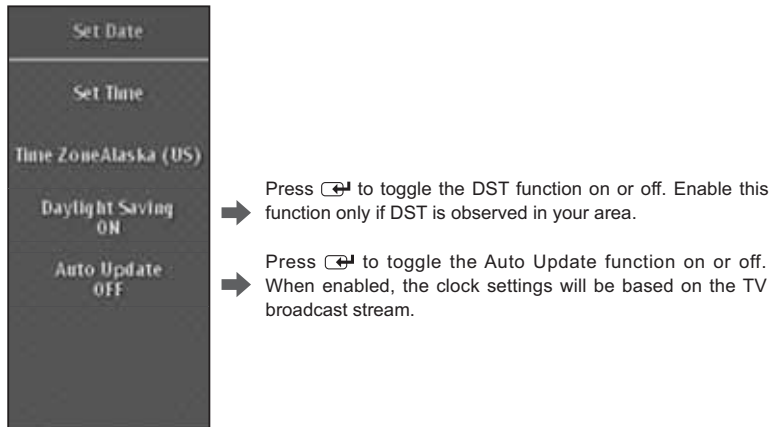 Set Date
Set Time
Time ZoneAlaska (US)
Daylight Saving
ON
Press to toggle the DST function on or off. Enable this
function only if DST is observed in your area.
Auto Update
OFF
Press to toggle the Auto Update function on or off.
When enabled, the clock settings will be based on the TV
broadcast stream.